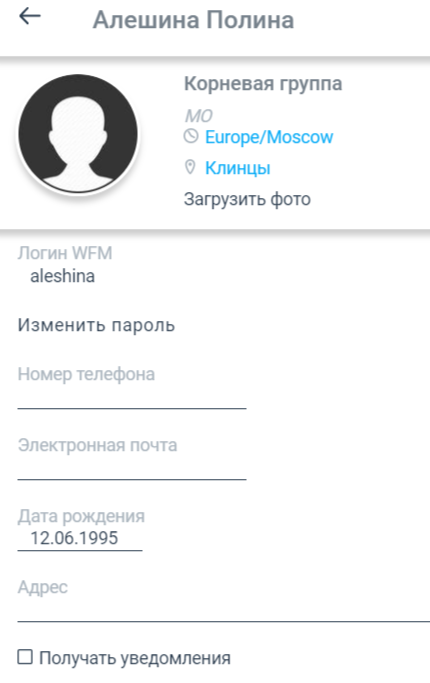 Алешина Полина
Корневая группа
МО
Europe/Moscow
Клинцы
Загрузить фото
Логин WFM
aleshina
Изменить пароль
Номер телефона
Электронная почта
Дата рождения
12.06.1995
Адрес
Получать уведомления